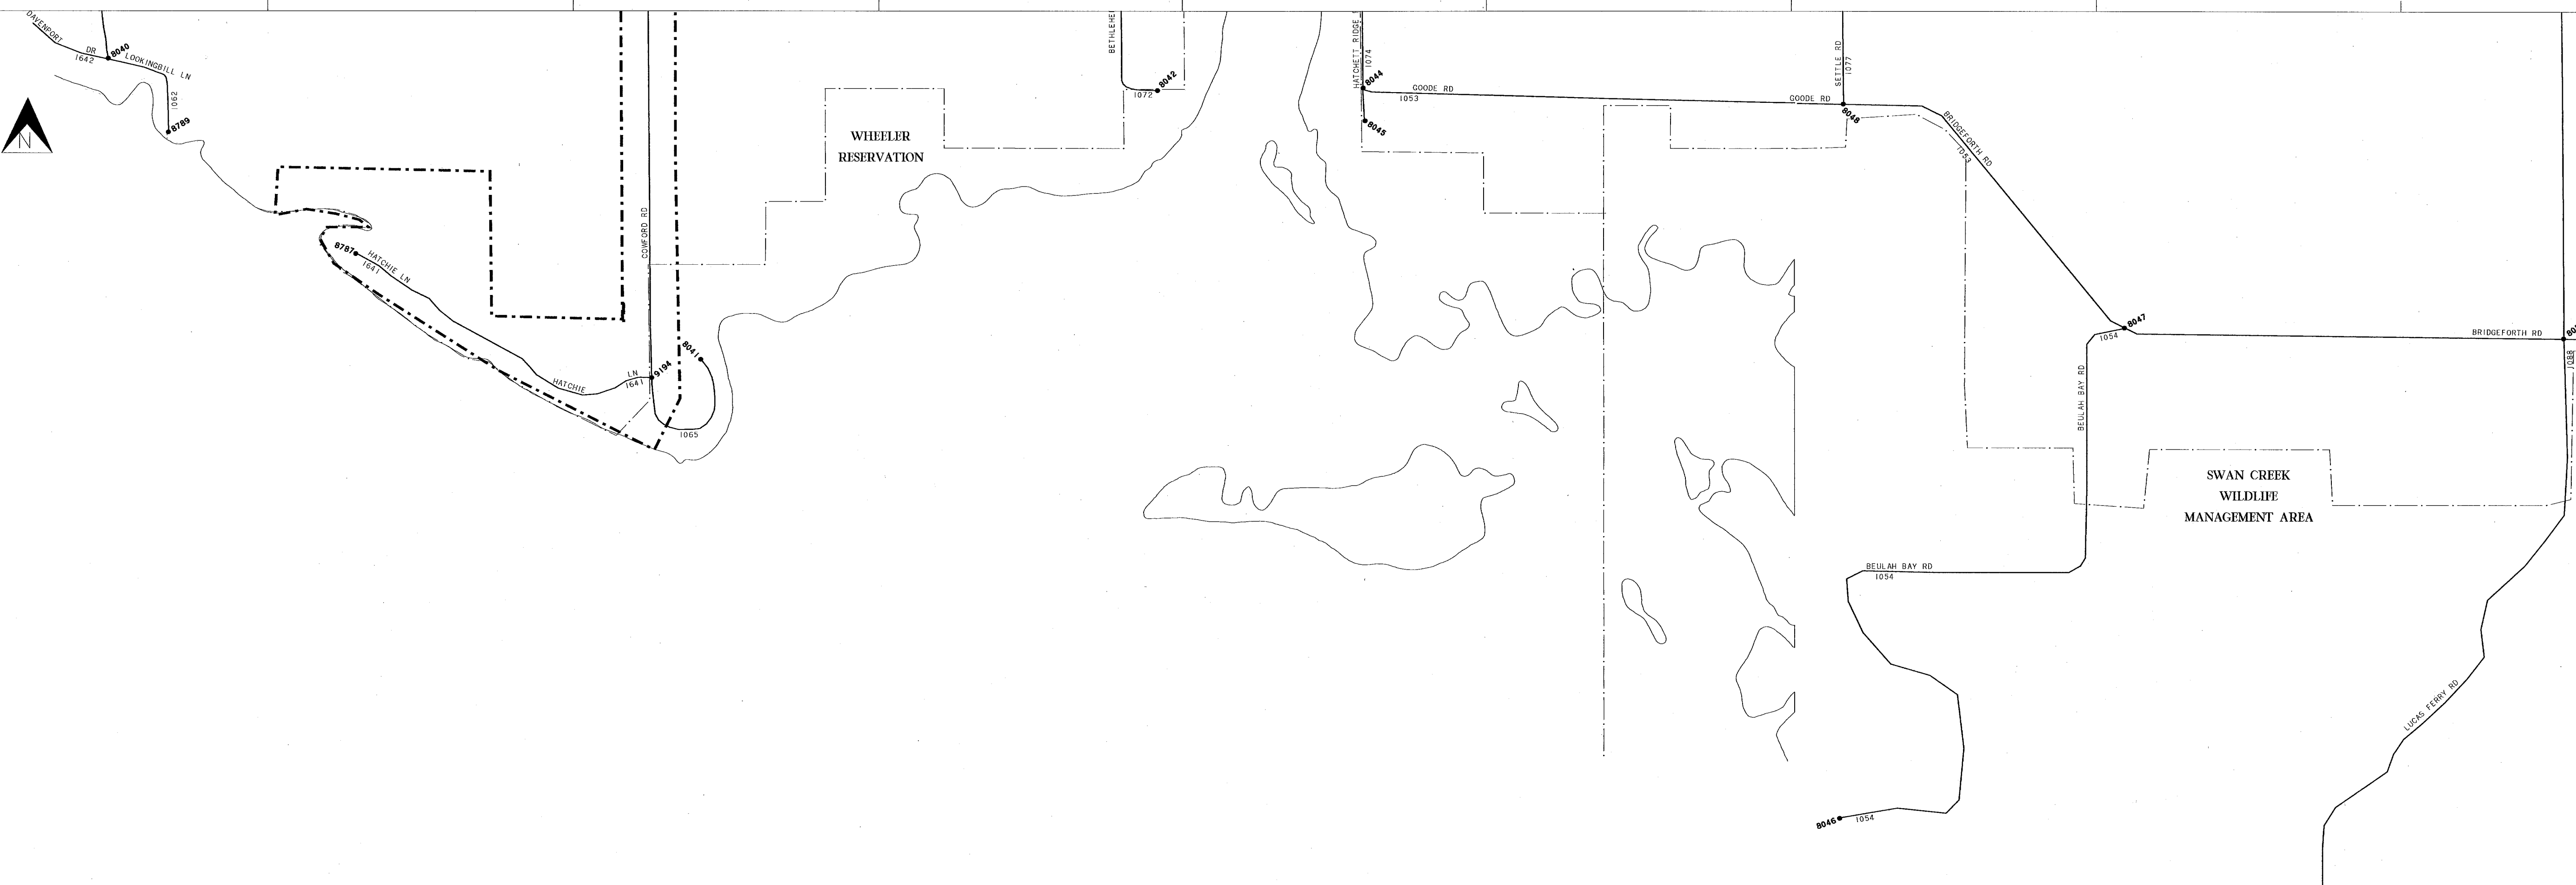 DAVENPORT DR
1642
8040
LOOKINGBILL LN
1062
8789
N
BETHLEHE
1072
8042
WHEELER
RESERVATION
COWFORD RD
8787
HATCHIE LN
1641
HATCHIE LN
1641
9194
8041
1065
HATCHETT RIDGE
1074
8044
8045
GOODE RD
1053
GOODE RD
SETTLE RD
1077
8048
BRIDGEFORTH RD
1053
8047
1054
BRIDGEFORTH RD
1088
BEULAH BAY RD
SWAN CREEK
WILDLIFE
MANAGEMENT AREA
BEULAH BAY RD
1054
LUCAS FERRY RD
8046
1054